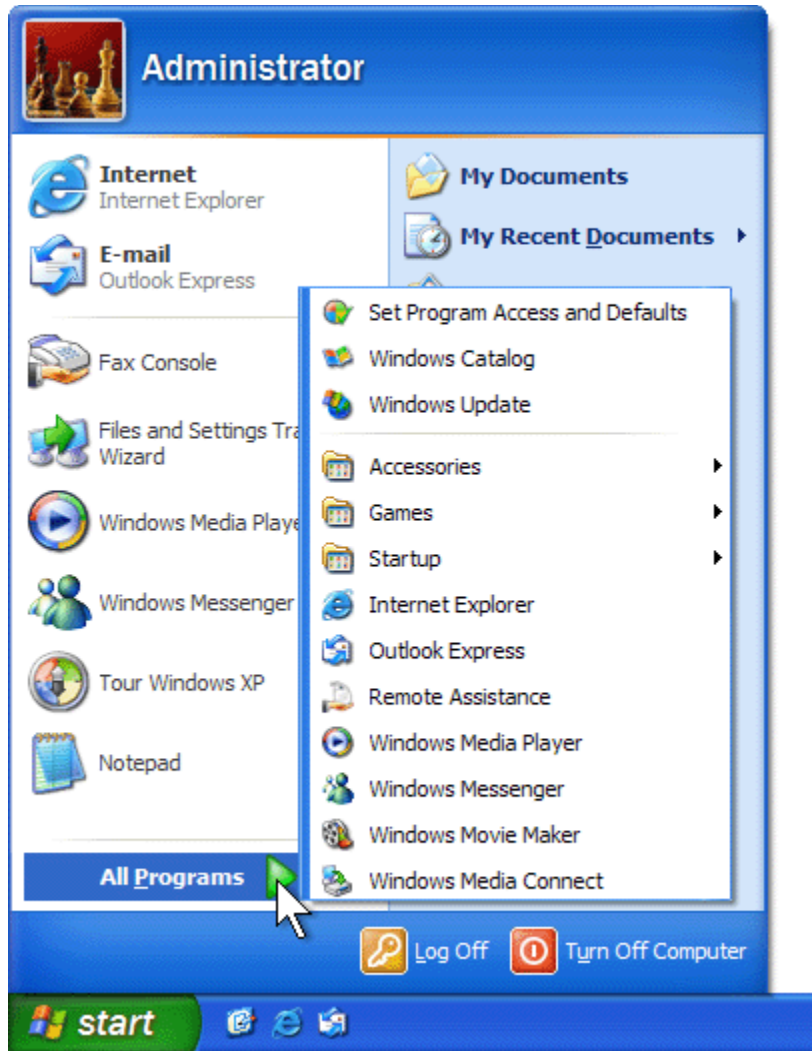 Administrator
Internet
Internet Explorer
E-mail
Outlook Express
Fax Console
Files and Settings
Wizard
Windows Media
Windows Messenger
Tour Windows XP
Notepad
All Programs
My Documents
My Recent Documents
Set Program Access and Defaults
Windows Catalog
Windows Update
Accessories
Games
Startup
Internet Explorer
Outlook Express
Remote Assistance
Windows Media Player
Windows Messenger
Windows Movie Maker
Windows Media Connect
Log Off
Turn Off Computer
start